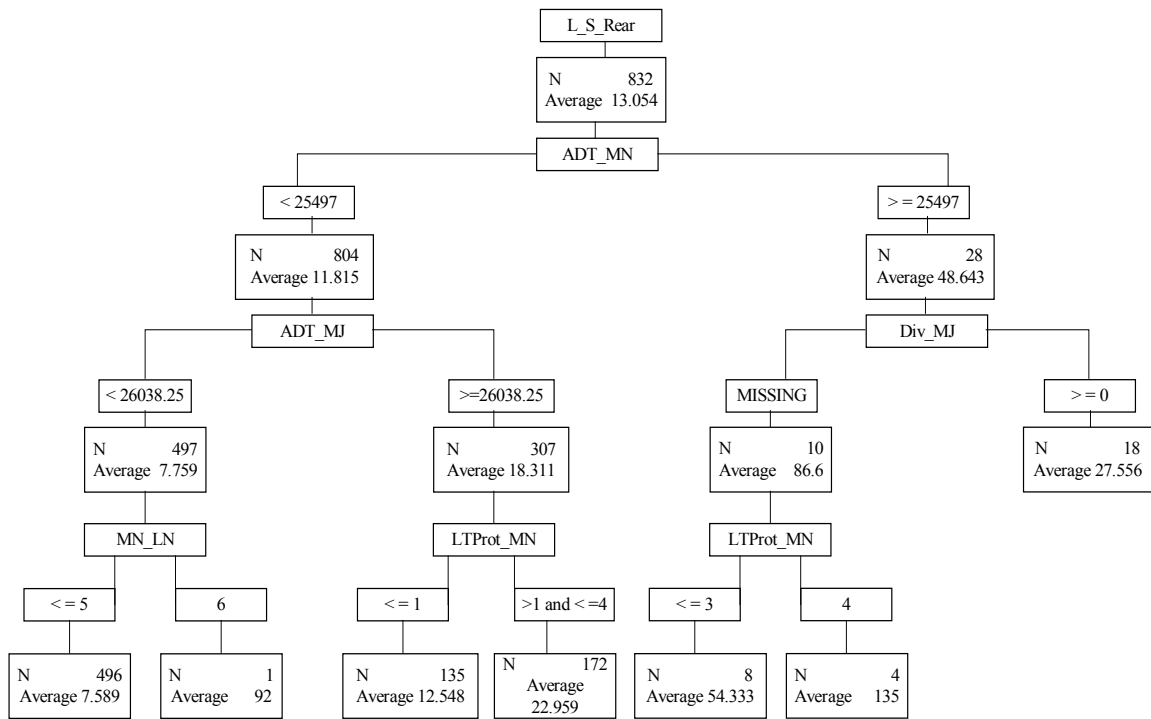 L_S_Rear
N 832
Average 13.054
ADT_MN
< 25497
> = 25497
N 804
Average 11.815
N 28
Average 48.643
ADT_MJ
Div_MJ
< 26038.25
>=26038.25
MISSING
> = 0
N 497
Average 7.759
N 307
Average 18.311
N 10
Average 86.6
N 18
Average 27.556
MN_LN
LTProt_MN
LTProt_MN
< = 5
6
< = 1
>1 and < =4
< = 3
4
N 496
Average 7.589
N 1
Average 92
N 135
Average 12.548
N 172
Average
22.959
N 8
Average 54.333
N 4
Average 135